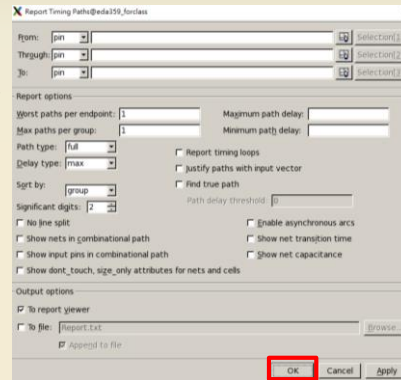 Report Timing Paths@eda359_forclass
From: pin Selection[1
Through: pin Selection[2
To: pin Selection[3
Report options
Worst paths per endpoint: 1 Maximum path delay:
Max paths per group: 1 Minimum path delay:
Path type: full
Report timing loops
Delay type: max
Justify paths with input vector
Sort by: group
Find true path
Path delay threshold: 0
Significant digits: 2
No line split Enable asynchronous arcs
Show nets in combinational path Show net transition time
Show input pins in combinational path Show net capacitance
Show dont_touch, size_only attributes for nets and cells
Output options
To report viewer
To file: Report.txt Browse...
Append to file
OK Cancel Apply